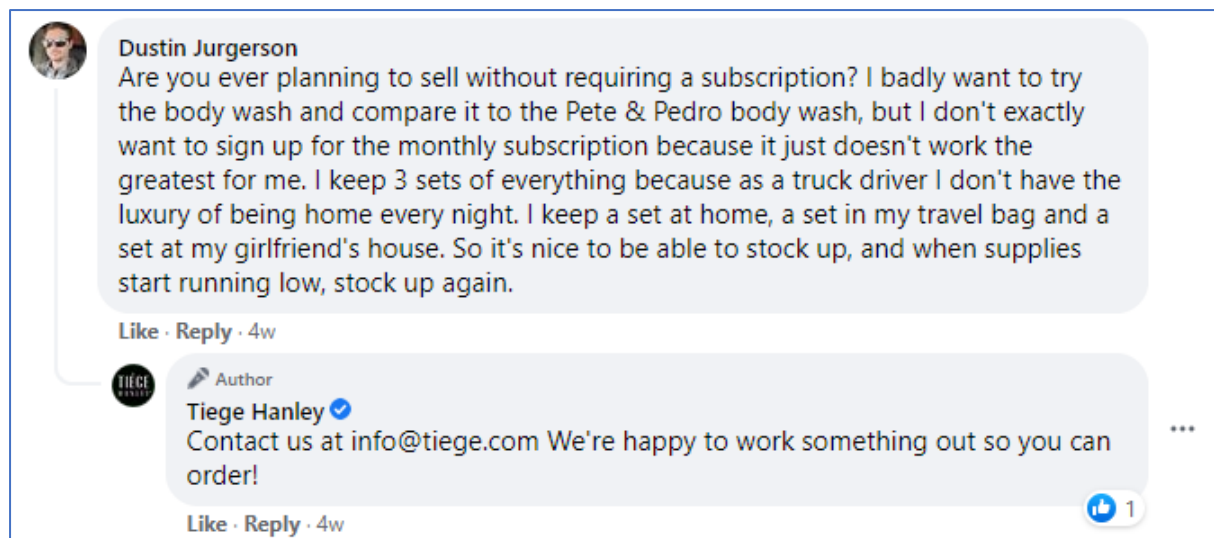 Dustin Jurgerson
Are you ever planning to sell without requiring a subscription? I badly want to try
the body wash and compare it to the Pete & Pedro body wash, but I don't exactly
want to sign up for the monthly subscription because it just doesn't work the
greatest for me. I keep 3 sets of everything because as a truck driver I don't have the
luxury of being home every night. I keep a set at home, a set in my travel bag and a
set at my girlfriend's house. So it's nice to be able to stock up, and when supplies
start running low, stock up again.
Like · Reply · 4w
TIĒGE
HANLEY
Author
Tiege Hanley
Contact us at info@tiege.com We're happy to work something out so you can
order!
1
Like · Reply · 4w